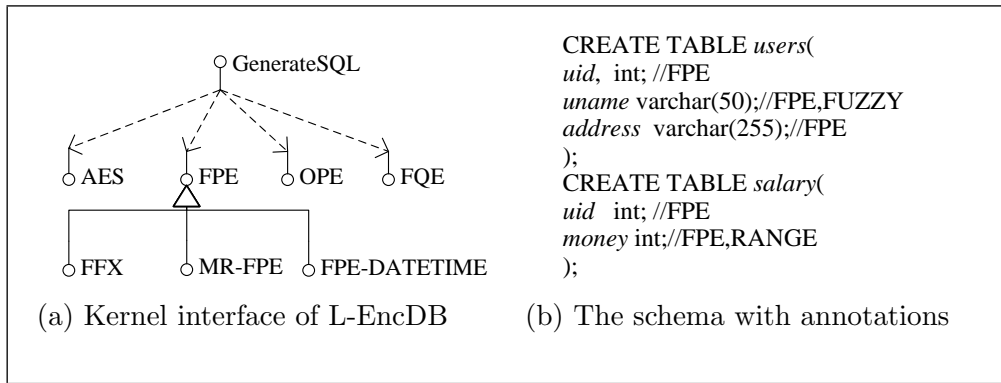 GenerateSQL
AES
FPE
OPE
FQE
FFX
MR-FPE
FPE-DATETIME
(a) Kernel interface of L-EncDB
CREATE TABLE users(
uid, int; //FPE
uname varchar(50);//FPE,FUZZY
address varchar(255);//FPE
);
CREATE TABLE salary(
uid int; //FPE
money int;//FPE,RANGE
);
(b) The schema with annotations